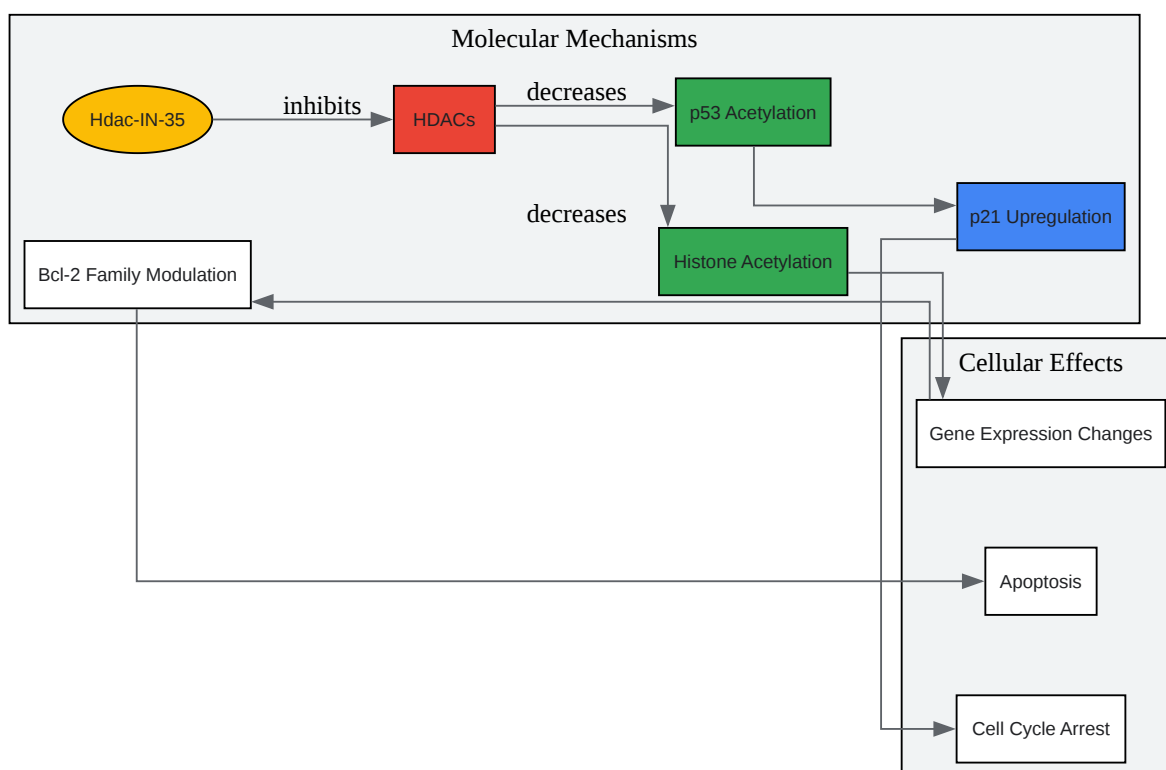 Molecular Mechanisms
Hdac-IN-35
inhibits
HDACs
decreases
p53 Acetylation
decreases
p21 Upregulation
Histone Acetylation
Bcl-2 Family Modulation
Cellular Effects
Gene Expression Changes
Apoptosis
Cell Cycle Arrest